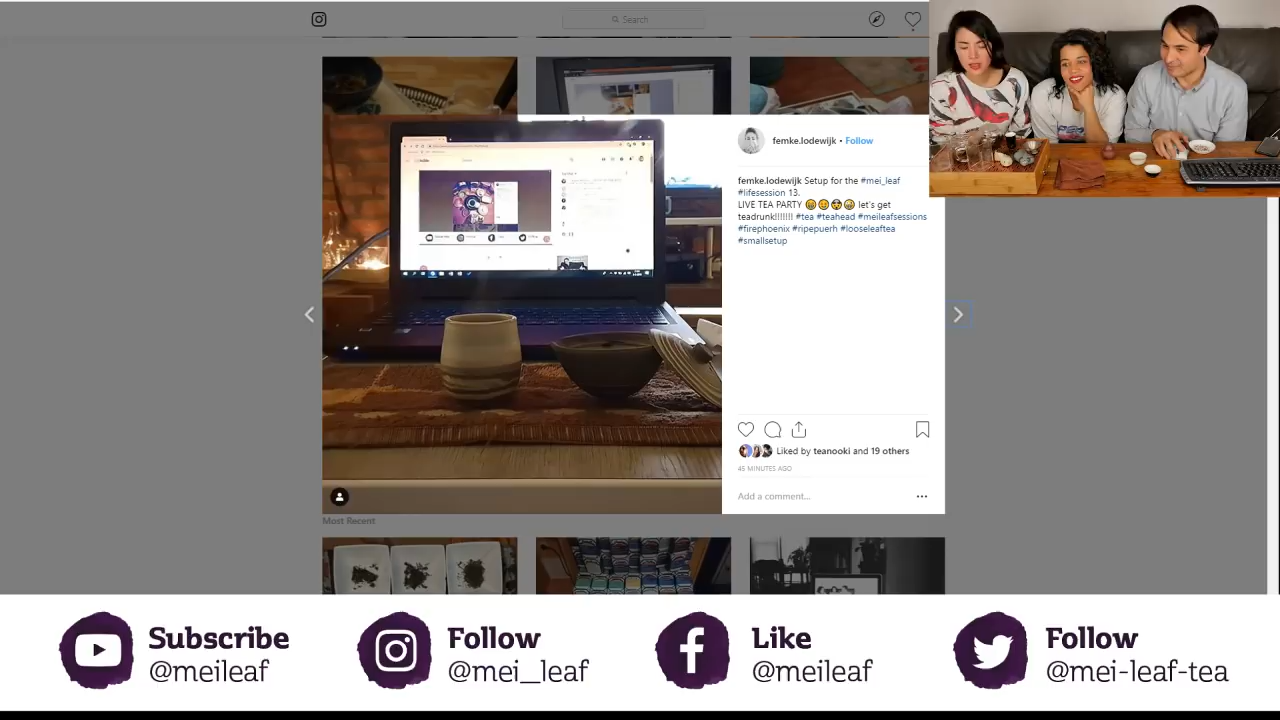 Search
femke.lodewijk • Follow
femke.lodewijk Setup for the #mei_leaf
#lifesession 13.
LIVE TEA PARTY 😀😊😎😂 let's get
teadrunk!!!!!!! #tea #teahead #meileafsessions
#firephoenix #ripepuerh #looseleaftea
#smallsetup
Liked by teanooki and 19 others
45 MINUTES AGO
Add a comment...
Most Recent
Subscribe
@meileaf
Follow
@mei_leaf
Like
@meileaf
Follow
@mei-leaf-tea